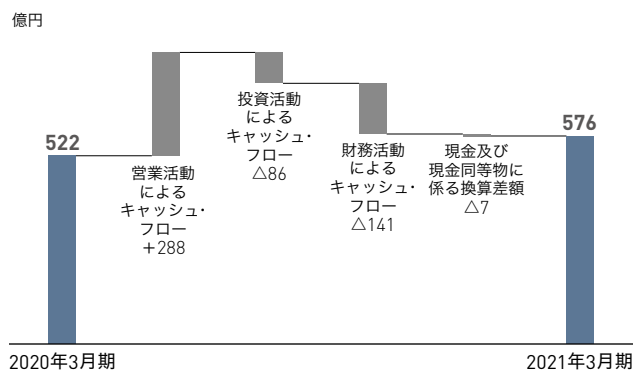 億円
522
営業活動
による
キャッシュ・
フロー
+288
投資活動
による
キャッシュ・
フロー
△86
財務活動
による
キャッシュ・
フロー
△141
現金及び
現金同等物に
係る換算差額
△7
576
2020年3月期
2021年3月期